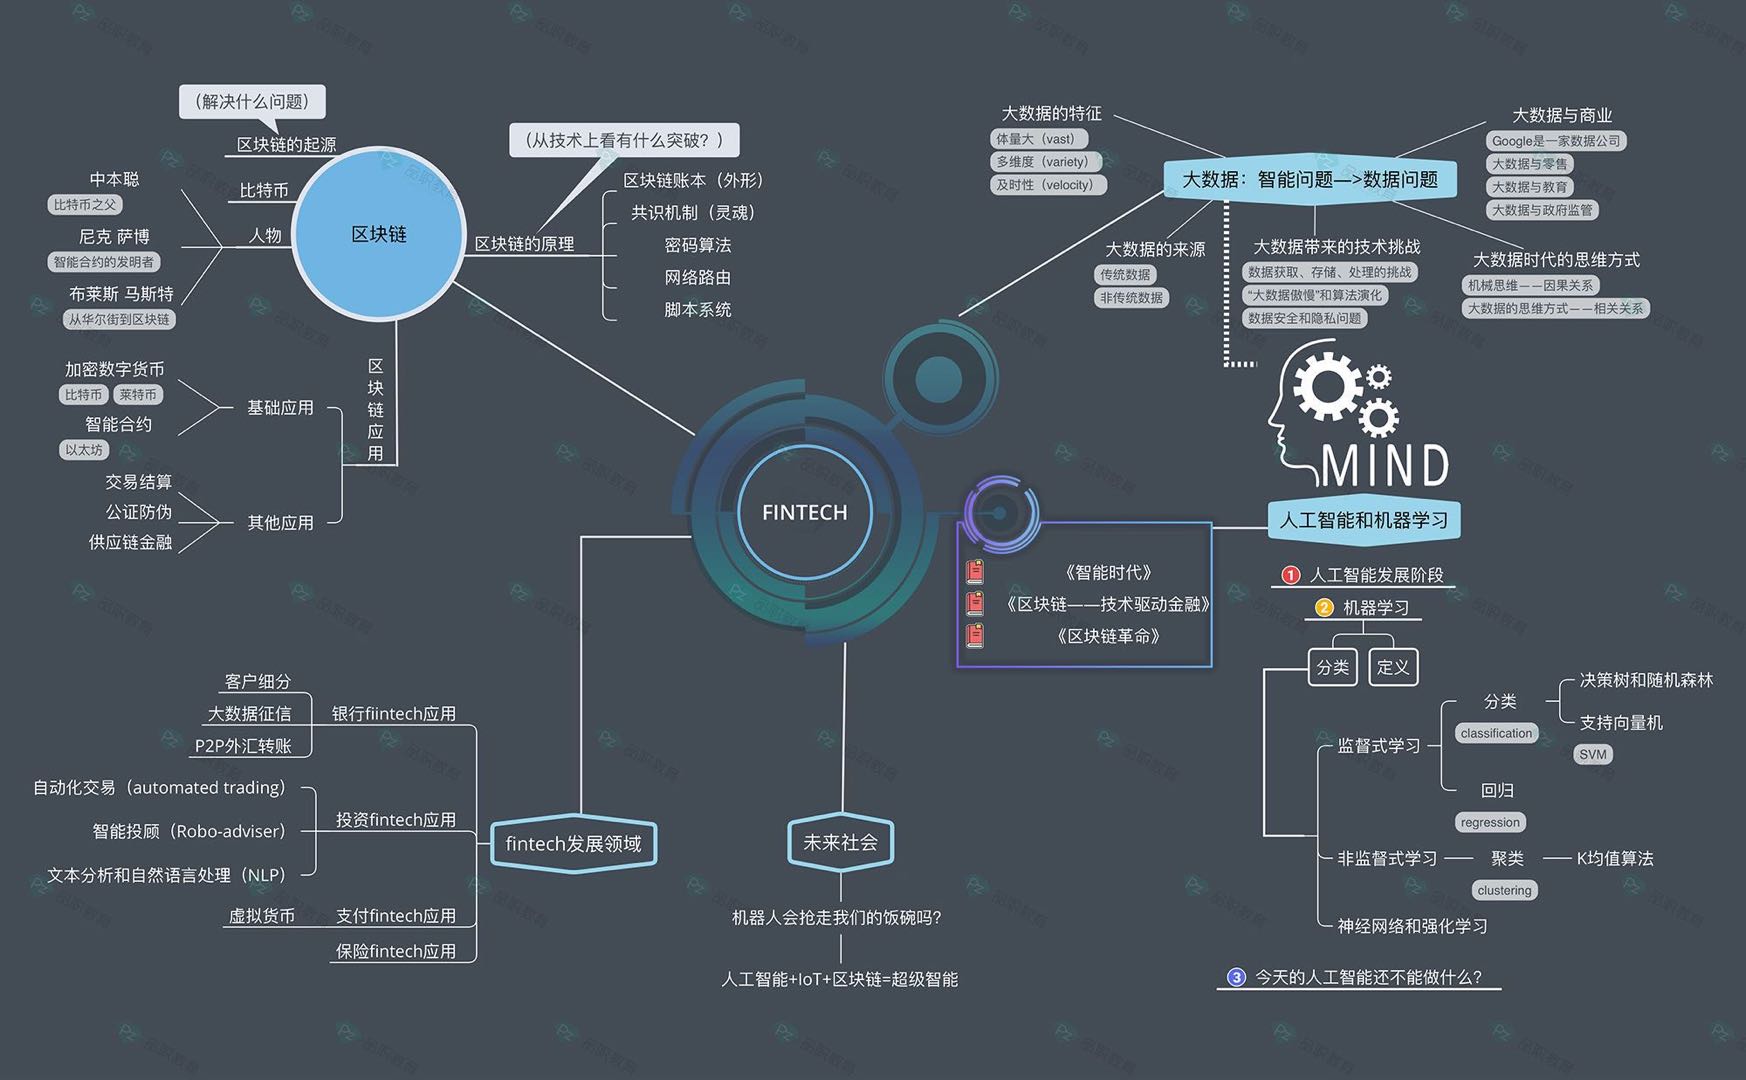 （解决什么问题）
区块链的起源
比特币
人物
中本聪
比特币之父
尼克 萨博
智能合约的发明者
布莱斯 马斯特
从华尔街到区块链
区块链
（从技术上看有什么突破？）
区块链的原理
区块链账本（外形）
共识机制（灵魂）
密码算法
网络路由
脚本系统
区块链应用
基础应用
加密数字货币
比特币 莱特币
智能合约
以太坊
其他应用
交易结算
公证防伪
供应链金融
FINTECH
大数据：智能问题—>数据问题
大数据的特征
体量大（vast）
多维度（variety）
及时性（velocity）
大数据与商业
Google是一家数据公司
大数据与零售
大数据与教育
大数据与政府监管
大数据的来源
传统数据
非传统数据
大数据带来的技术挑战
数据获取、存储、处理的挑战
“大数据傲慢”和算法演化
数据安全和隐私问题
大数据时代的思维方式
机械思维——因果关系
大数据的思维方式——相关关系
MIND
人工智能和机器学习
《智能时代》
《区块链——技术驱动金融》
《区块链革命》
1 人工智能发展阶段
2 机器学习
分类 定义
监督式学习
分类
classification
决策树和随机森林
支持向量机
SVM
回归
regression
非监督式学习
聚类
clustering
K均值算法
神经网络和强化学习
3 今天的人工智能还不能做什么？
fintech发展领域
银行fiintech应用
客户细分
大数据征信
P2P外汇转账
投资fintech应用
自动化交易（automated trading）
智能投顾（Robo-adviser）
文本分析和自然语言处理（NLP）
支付fintech应用
虚拟货币
保险fintech应用
未来社会
机器人会抢走我们的饭碗吗？
人工智能+IoT+区块链=超级智能
品职教育